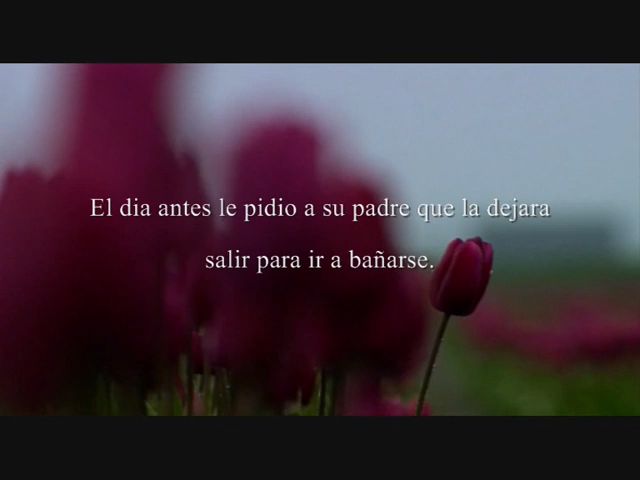 El dia antes le pidio a su padre que la dejara
salir para ir a bañarse.